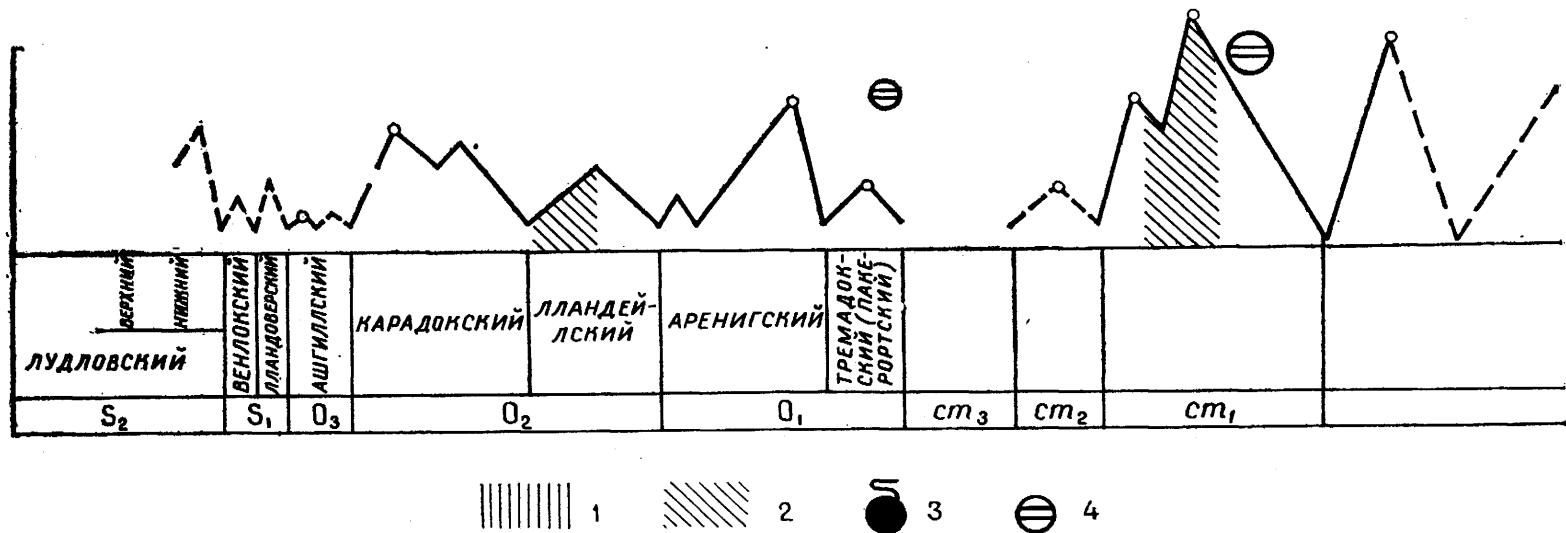 ЛУДЛОВСКИЙ
ВЕРХНИЙ
НИЖНИЙ
ВЕНЛОКСКИЙ
ЛЛАНДОВЕРСКИЙ
АШГИЛЛСКИЙ
КАРАДОКСКИЙ
ЛЛАНДЕЙ-
ЛСКИЙ
АРЕНИГСКИЙ
ТРЕМАДОК-
СКИЙ (ПАКЕ-
РОРТСКИЙ)
S₂
S₁
O₃
O₂
O₁
cm₃
cm₂
cm₁
1
2
3
4